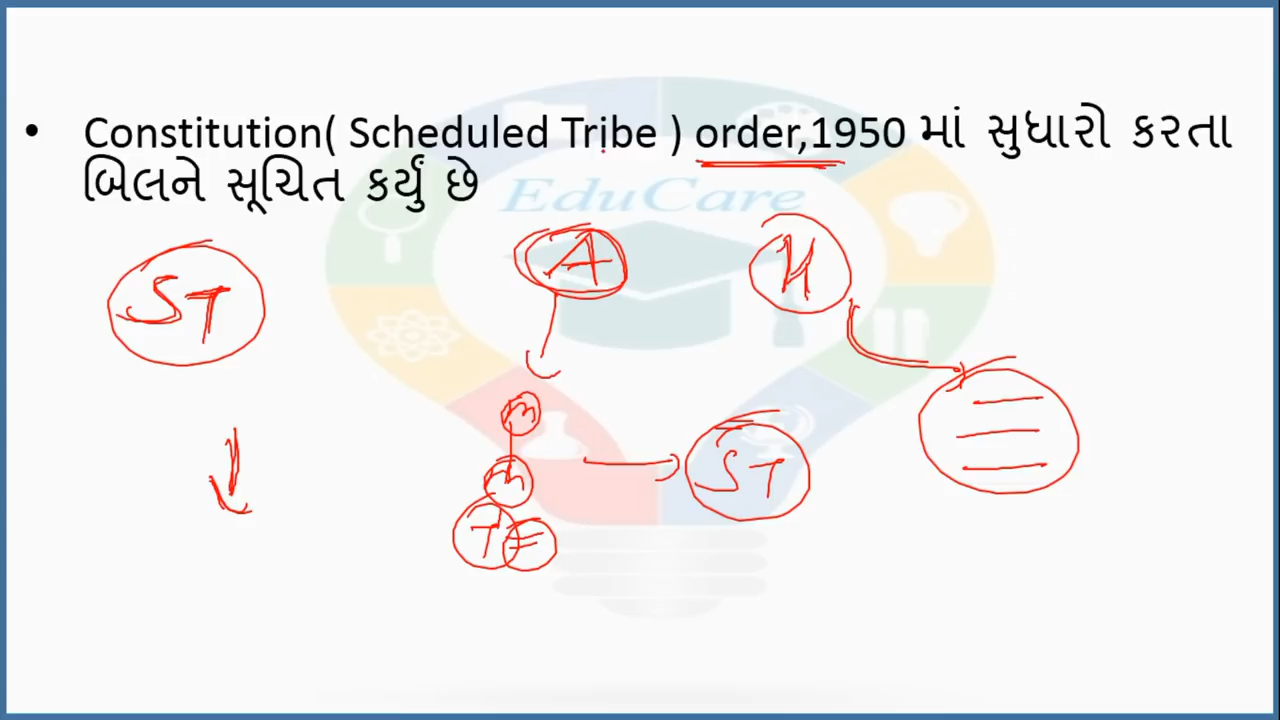 • Constitution( Scheduled Tribe ) order,1950 માં સુધારો કરતા
બિલને સૂચિત કર્યું છે
EduCare
ST
A
H
m
m
ST
T